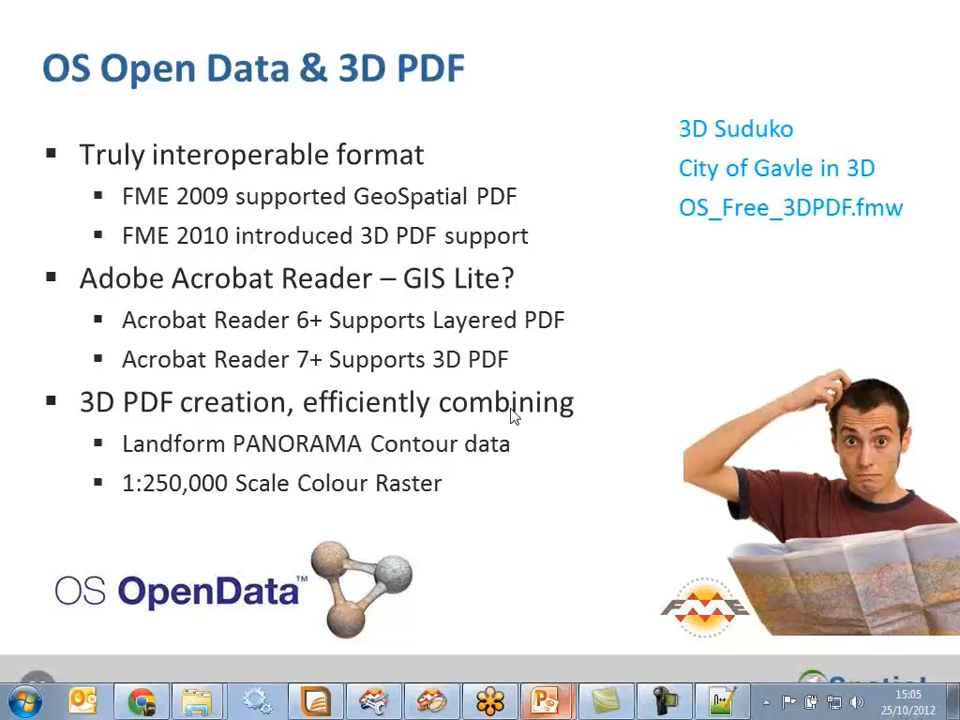 OS Open Data & 3D PDF
Truly interoperable format
FME 2009 supported GeoSpatial PDF
FME 2010 introduced 3D PDF support
Adobe Acrobat Reader – GIS Lite?
Acrobat Reader 6+ Supports Layered PDF
Acrobat Reader 7+ Supports 3D PDF
3D PDF creation, efficiently combining
Landform PANORAMA Contour data
1:250,000 Scale Colour Raster
3D Suduko
City of Gavle in 3D
OS_Free_3DPDF.fmw
OS OpenData™
FME
15:05
25/10/2012